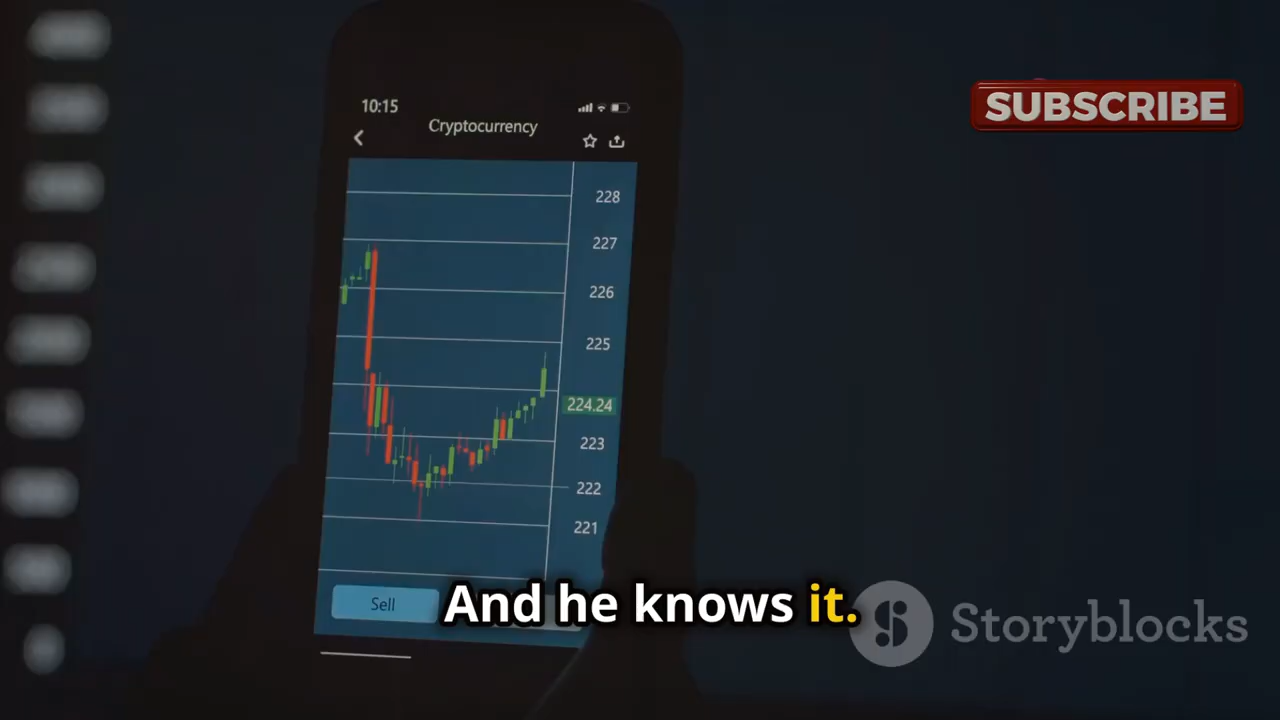 10:15
Cryptocurrency
SUBSCRIBE
228
227
226
225
224.24
223
222
221
Sell
And he knows it.
Storyblocks